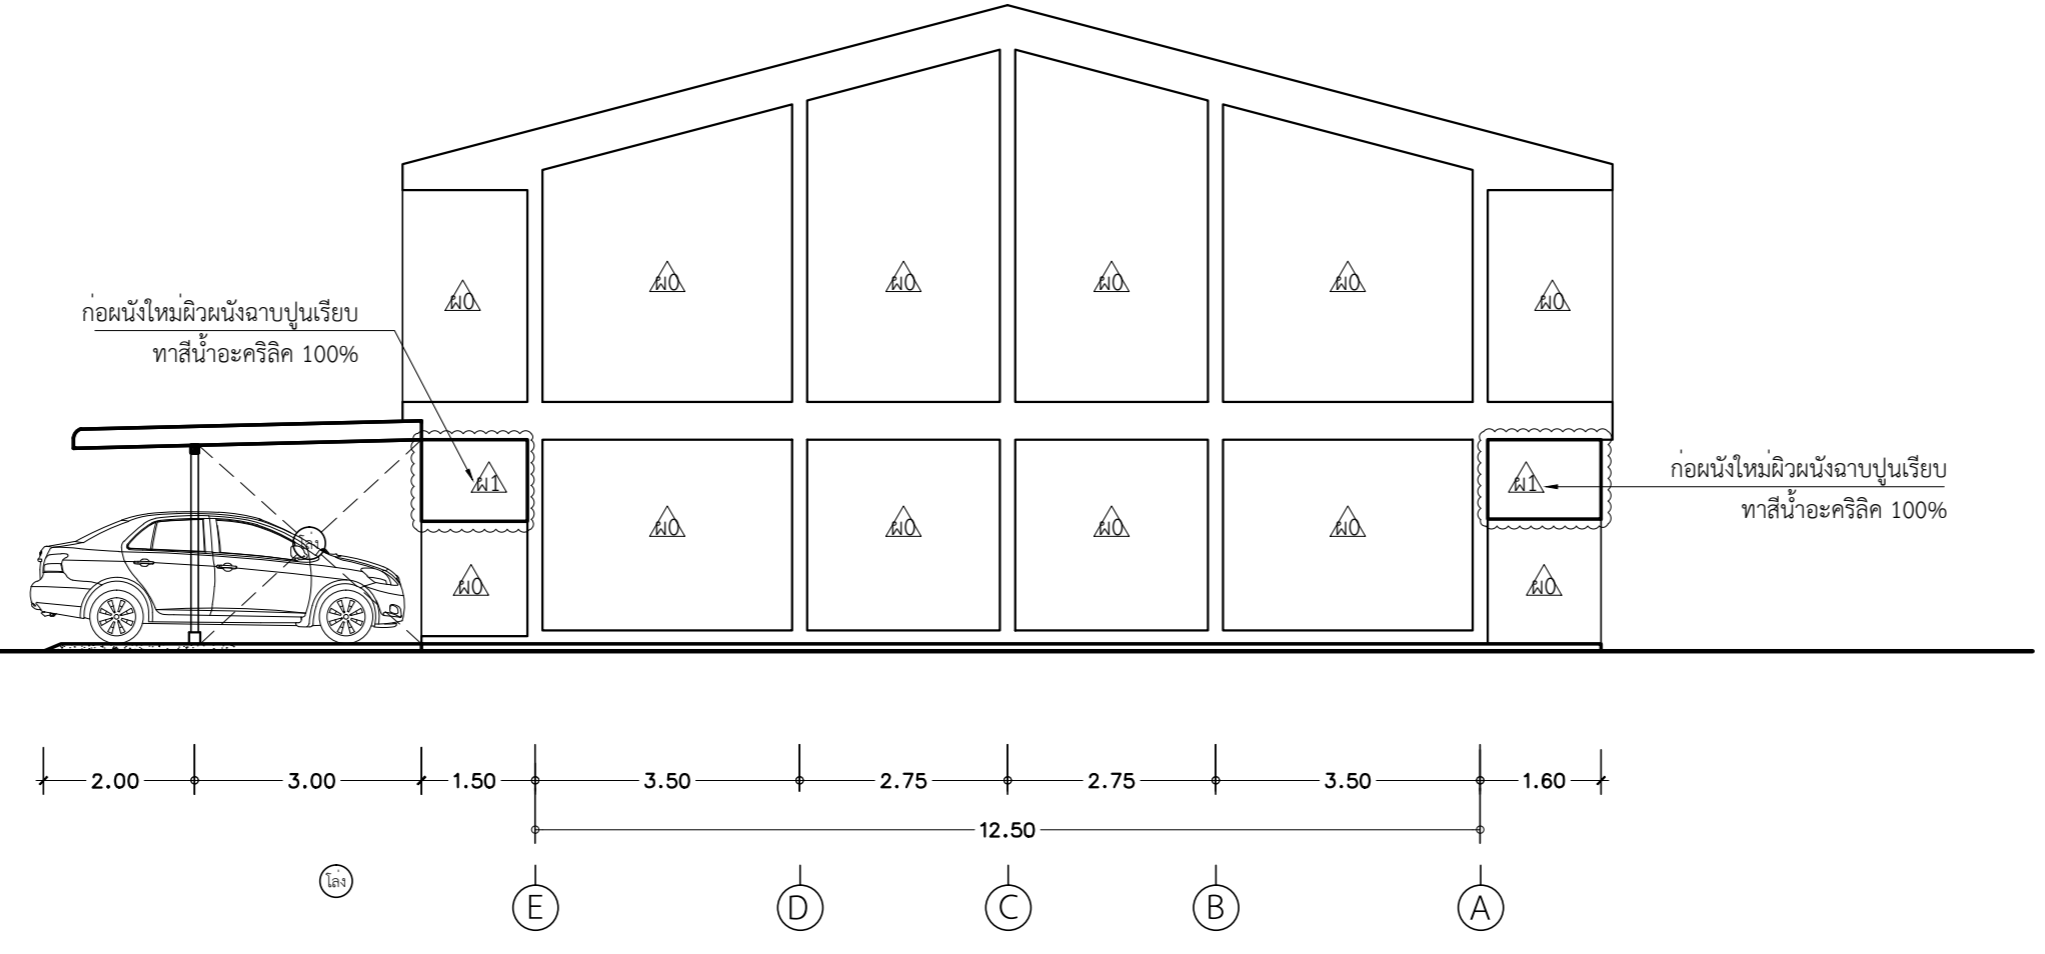 ผ0 ผ0 ผ0 ผ0
ผ0 ผ0
ก่อผนังใหม่ผิวผนังฉาบปูนเรียบ
ทาสีน้ำอะคริลิค 100%
ผ1 ผ1
ก่อผนังใหม่ผิวผนังฉาบปูนเรียบ
ทาสีน้ำอะคริลิค 100%
โล่ง ผ0 ผ0 ผ0 ผ0
ผ0 ผ0
2.00 3.00 1.50 3.50 2.75 2.75 3.50 1.60
12.50
โล่ง
E D C B A